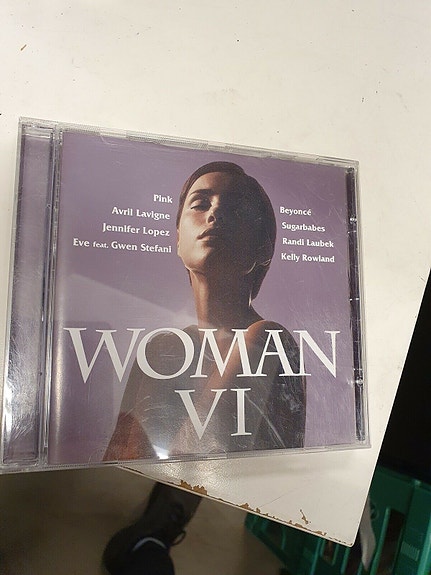 Pink
Avril Lavigne
Jennifer Lopez
Eve feat. Gwen Stefani
Beyoncé
Sugarbabes
Randi Laubek
Kelly Rowland
WOMAN
VI